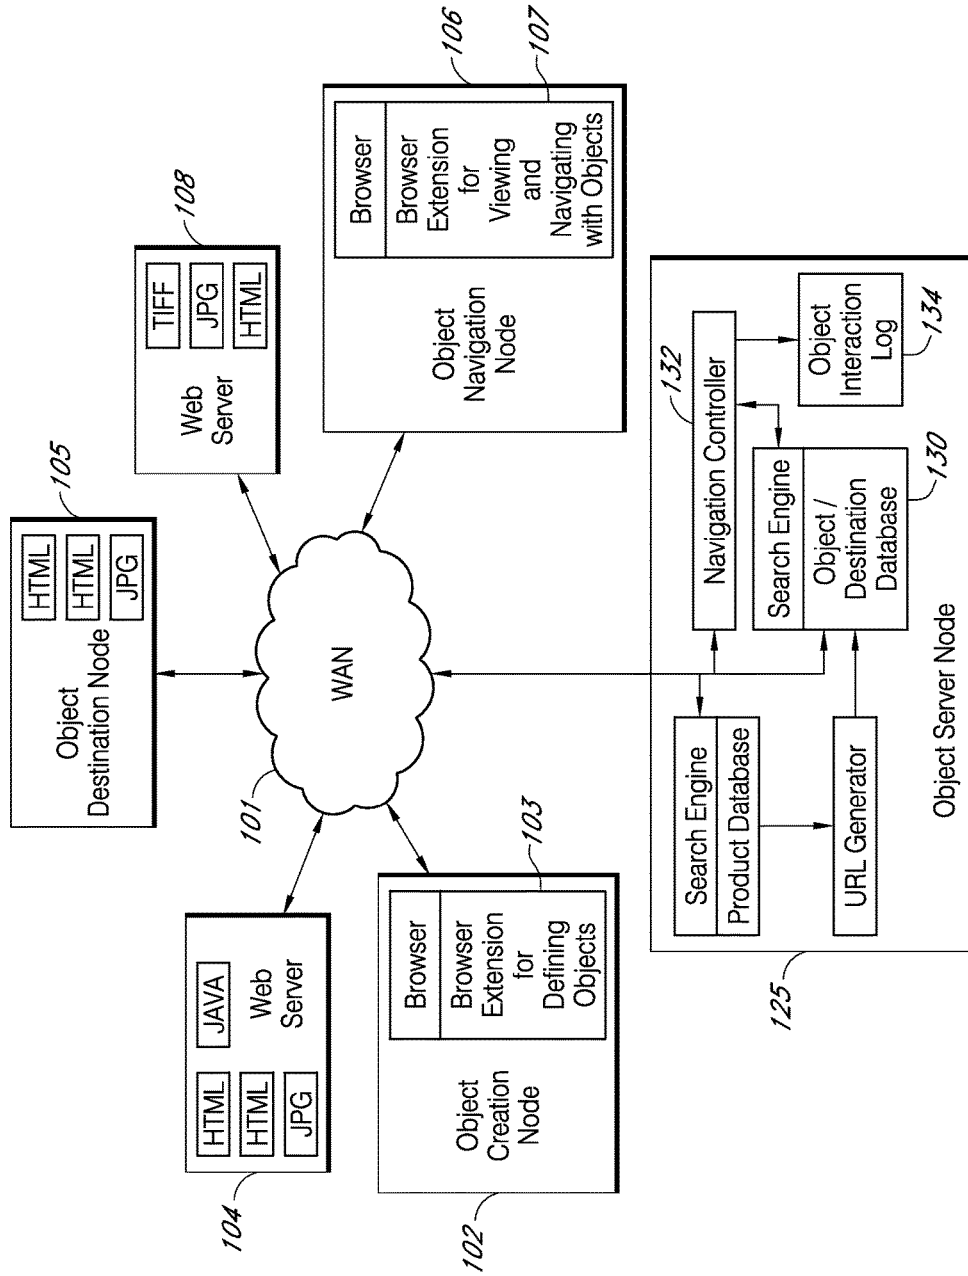 104
HTML
HTML
JPG
JAVA
Web
Server
Object
Destination Node
HTML
HTML
JPG
105
Web
Server
TIFF
JPG
HTML
108
101
WAN
102
Object
Creation
Node
Browser
Browser
Extension
for
Defining
Objects
103
Object
Navigation
Node
Browser
Browser
Extension
for
Viewing
and
Navigating
with Objects
106
107
125
Search Engine
Product Database
URL Generator
Navigation Controller
132
Search Engine
Object /
Destination
Database
130
Object
Interaction
Log
134
Object Server Node